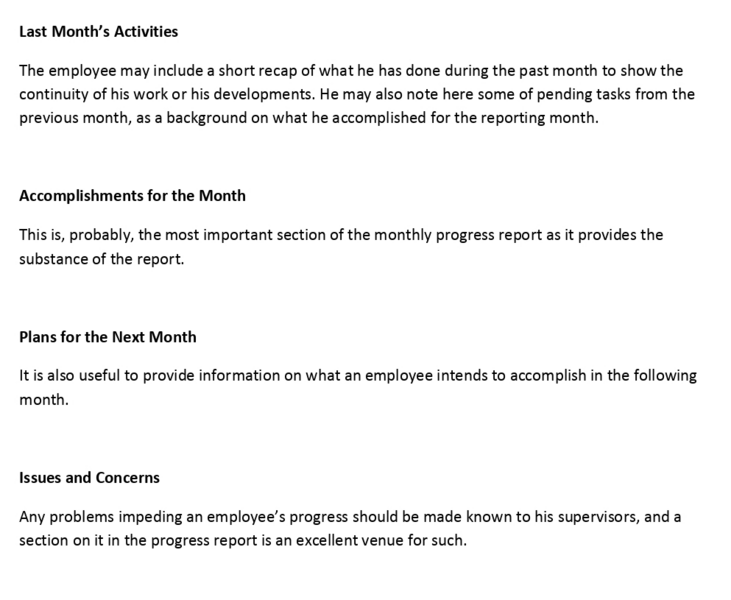 Last Month’s Activities
The employee may include a short recap of what he has done during the past month to show the
continuity of his work or his developments. He may also note here some of pending tasks from the
previous month, as a background on what he accomplished for the reporting month.
Accomplishments for the Month
This is, probably, the most important section of the monthly progress report as it provides the
substance of the report.
Plans for the Next Month
It is also useful to provide information on what an employee intends to accomplish in the following
month.
Issues and Concerns
Any problems impeding an employee’s progress should be made known to his supervisors, and a
section on it in the progress report is an excellent venue for such.